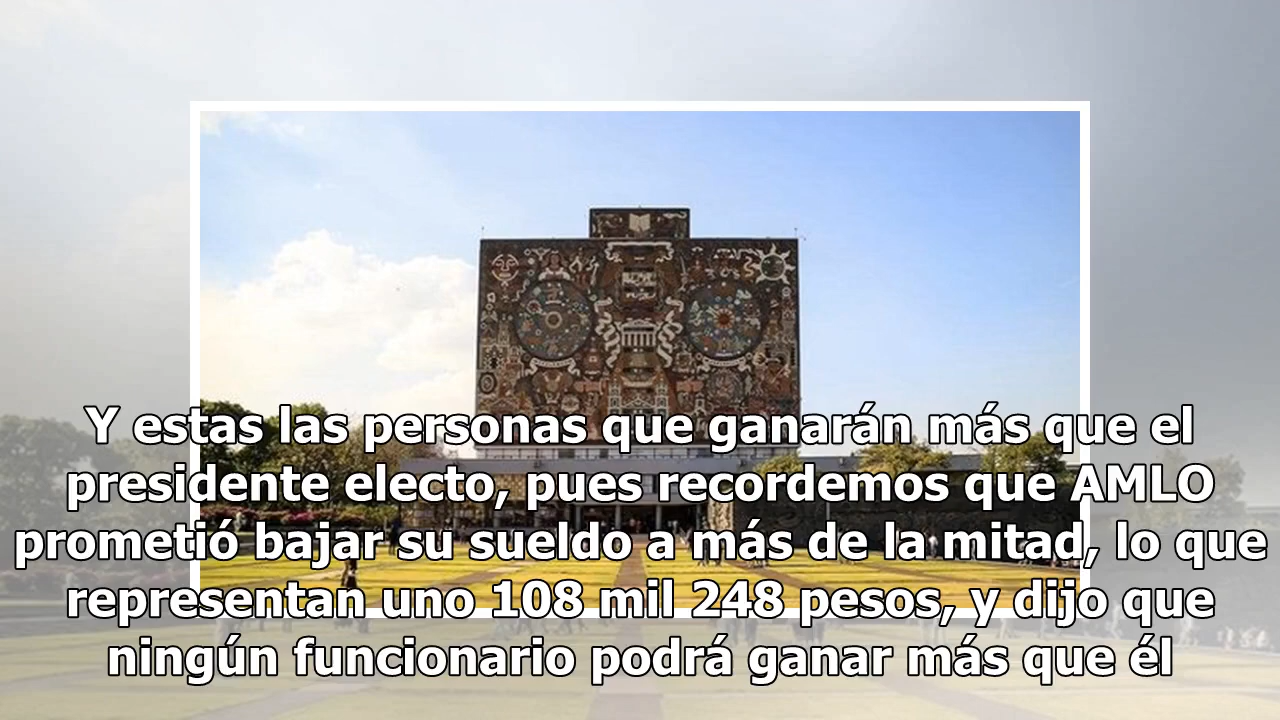 Y estas las personas que ganarán más que el
presidente electo, pues recordemos que AMLO
prometió bajar su sueldo a más de la mitad, lo que
representan uno 108 mil 248 pesos, y dijo que
ningún funcionario podrá ganar más que él